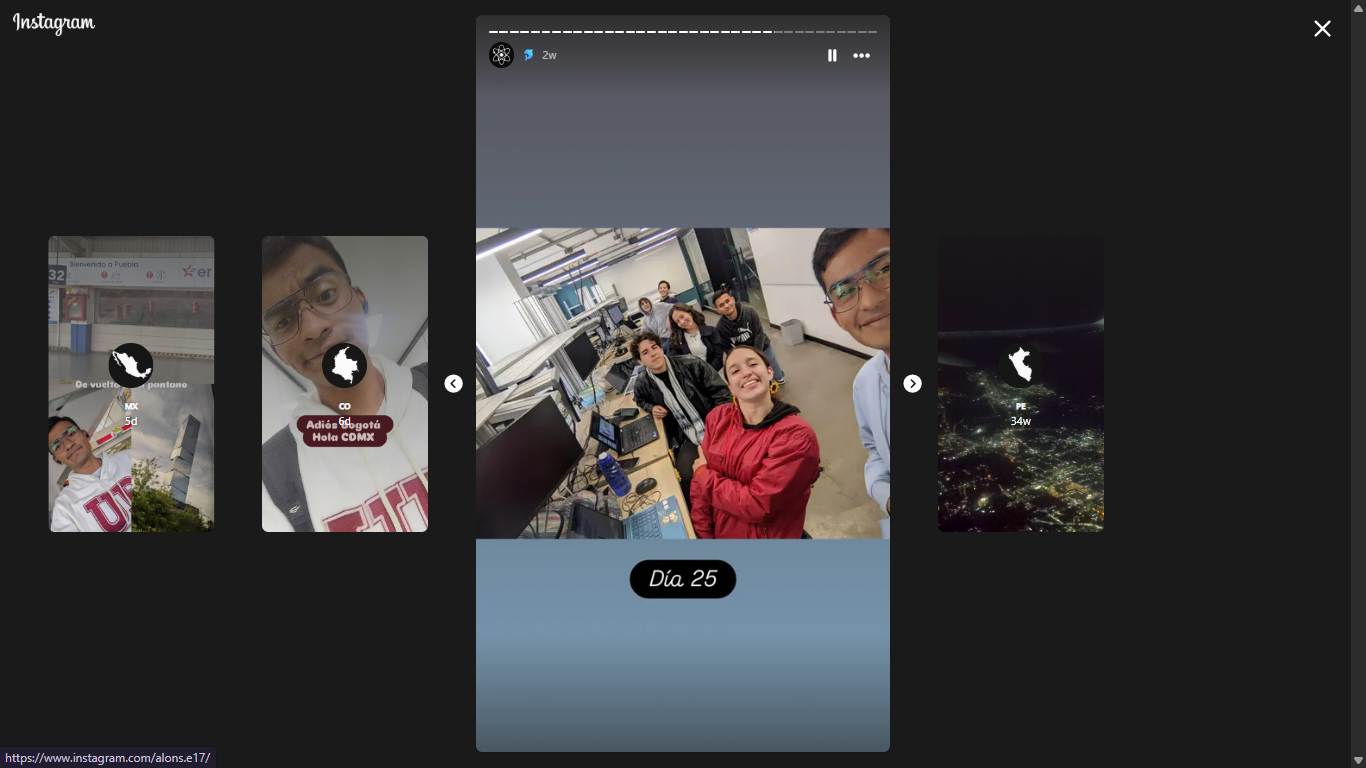 Instagram
2w
Bienvenido a Puebla
32
er
De vuelta pantano
MX
5d
CO
6d
Adiós Bogotá
Hola CDMX
PE
34w
Día 25
https://www.instagram.com/alons.e17/